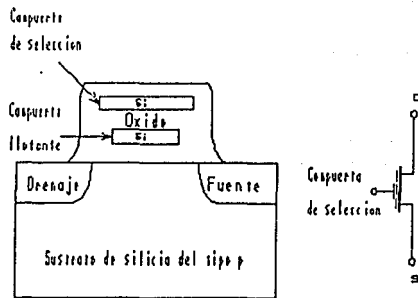 Compuerta
de seleccion
Si
Oxido
Compuerta
flotante
Si
Drenaje
Fuente
Sustrato de silicio del tipo p
D
Compuerta
de seleccion
S